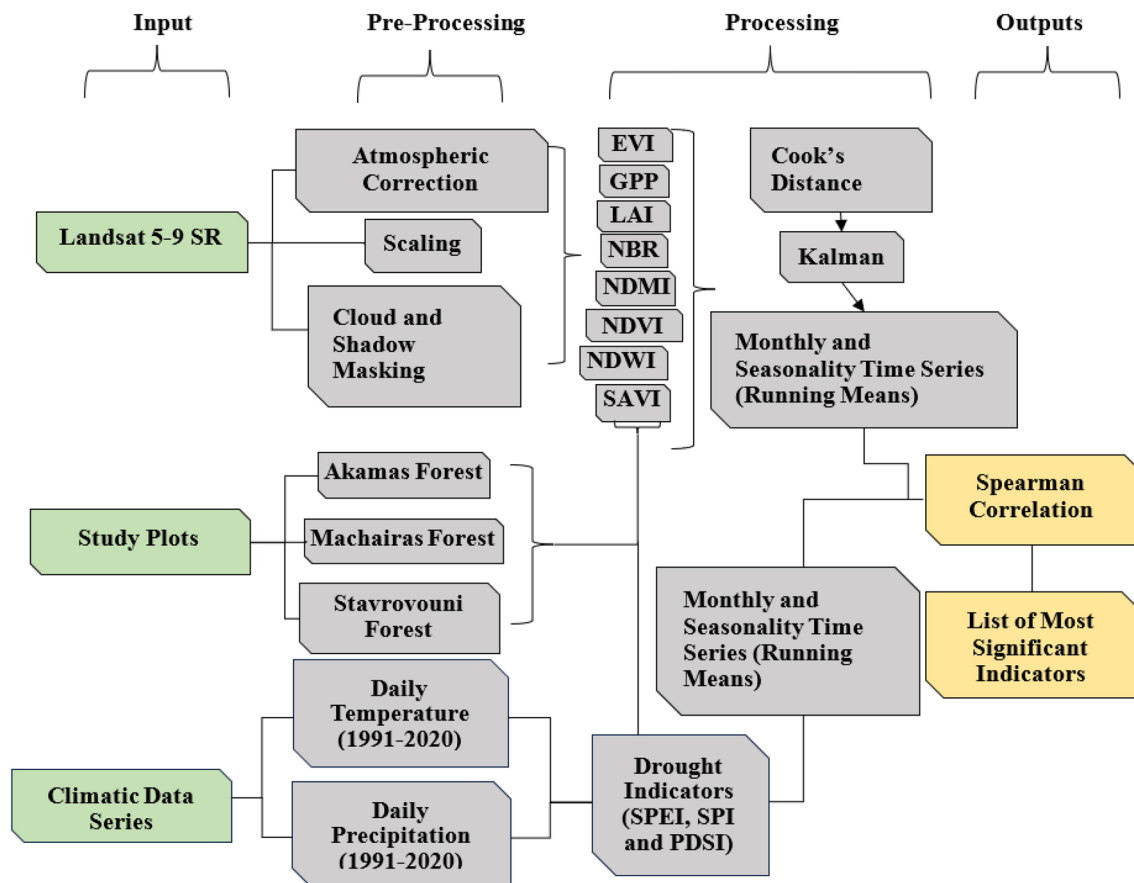 Input
Pre-Processing
Processing
Outputs
Landsat 5-9 SR
Atmospheric
Correction
Scaling
Cloud and
Shadow
Masking
EVI
GPP
LAI
NBR
NDMI
NDVI
NDWI
SAVI
Cook's
Distance
Kalman
Monthly and
Seasonality Time Series
(Running Means)
Study Plots
Akamas Forest
Machairas Forest
Stavrovouni
Forest
Spearman
Correlation
Monthly and
Seasonality Time
Series (Running
Means)
List of Most
Significant
Indicators
Climatic Data
Series
Daily
Temperature
(1991-2020)
Daily
Precipitation
(1991-2020)
Drought
Indicators
(SPEI, SPI
and PDSI)